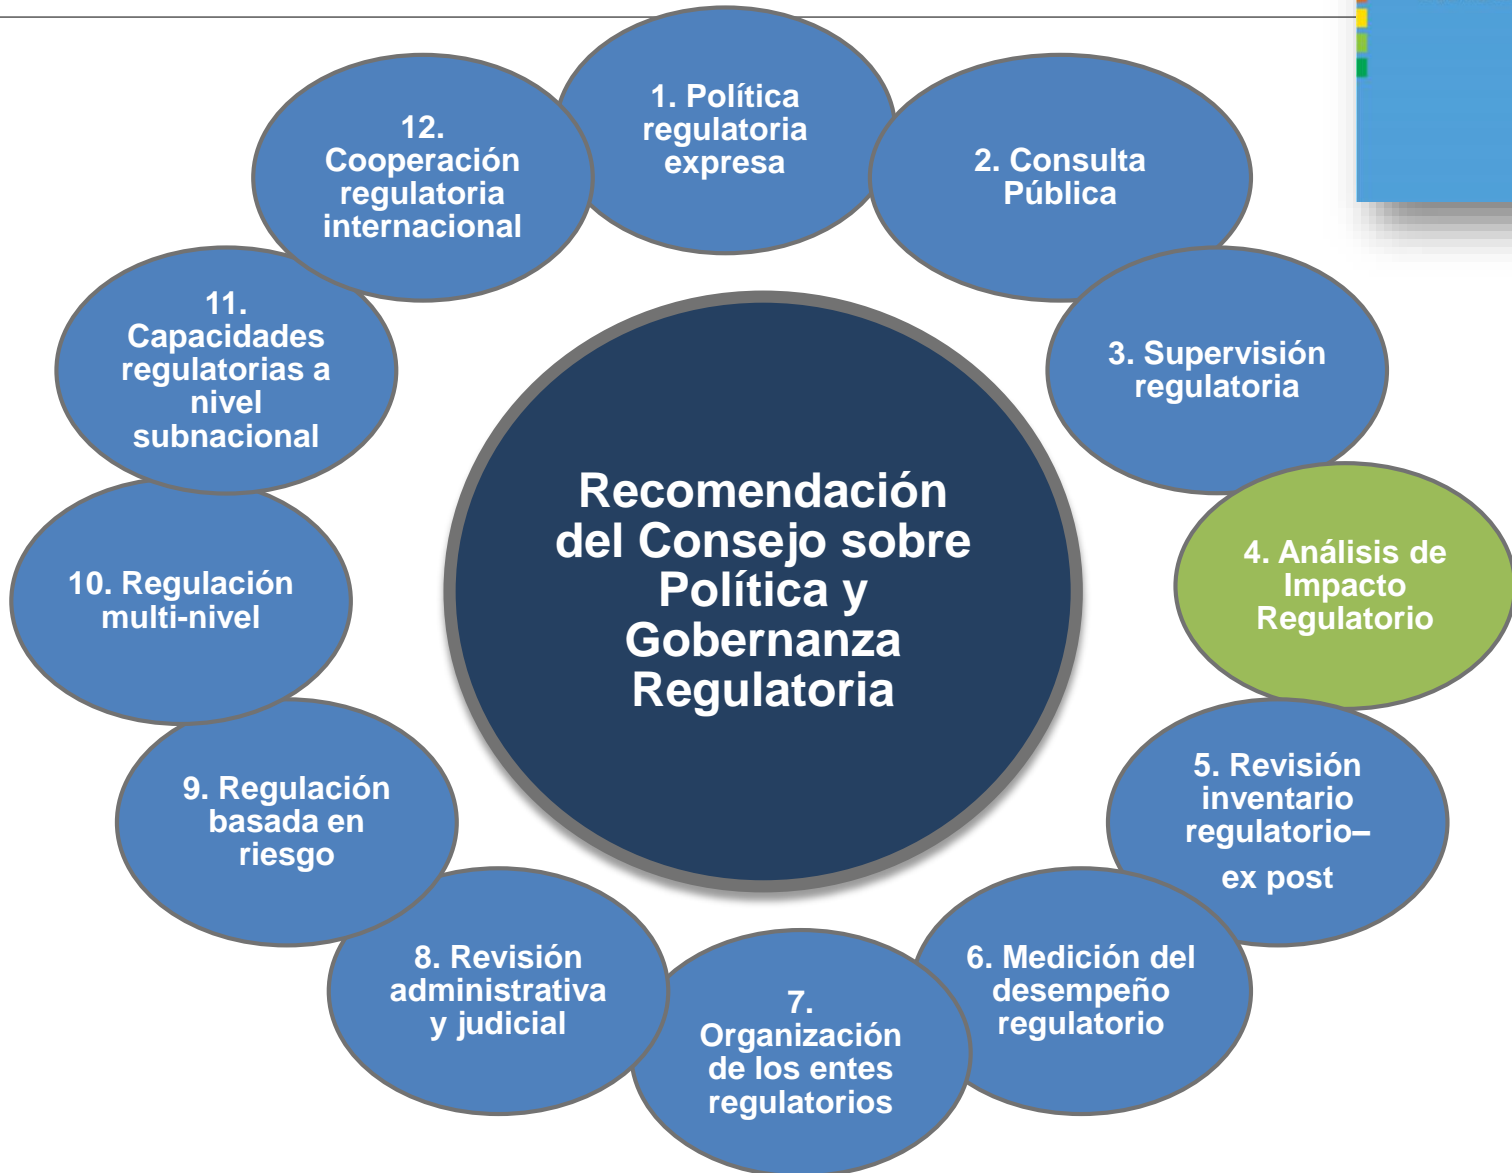 1. Política
regulatoria
expresa
2. Consulta
Pública
3. Supervisión
regulatoria
4. Análisis de
Impacto
Regulatorio
5. Revisión
inventario
regulatorio–
ex post
6. Medición del
desempeño
regulatorio
7.
Organización
de los entes
regulatorios
8. Revisión
administrativa
y judicial
9. Regulación
basada en
riesgo
10. Regulación
multi-nivel
11.
Capacidades
regulatorias a
nivel
subnacional
12.
Cooperación
regulatoria
internacional
Recomendación
del Consejo sobre
Política y
Gobernanza
Regulatoria